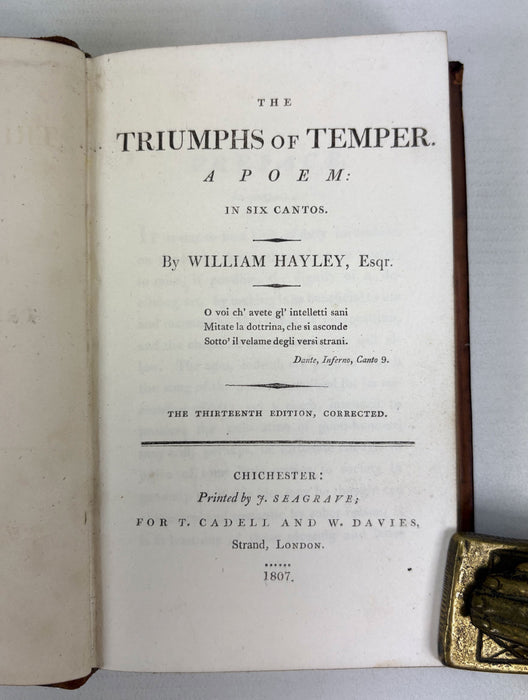 THE
TRIUMPHS OF TEMPER.
A POEM:
IN SIX CANTOS.
By WILLIAM HAYLEY, Esqr.
O voi ch' avete gl' intelletti sani
Mitate la dottrina, che si asconde
Sotto' il velame degli versi strani.
Dante, Inferno, Canto 9.
THE THIRTEENTH EDITION, CORRECTED.
CHICHESTER:
Printed by J. SEAGRAVE;
FOR T. CADELL AND W. DAVIES,
Strand, LONDON.
1807.